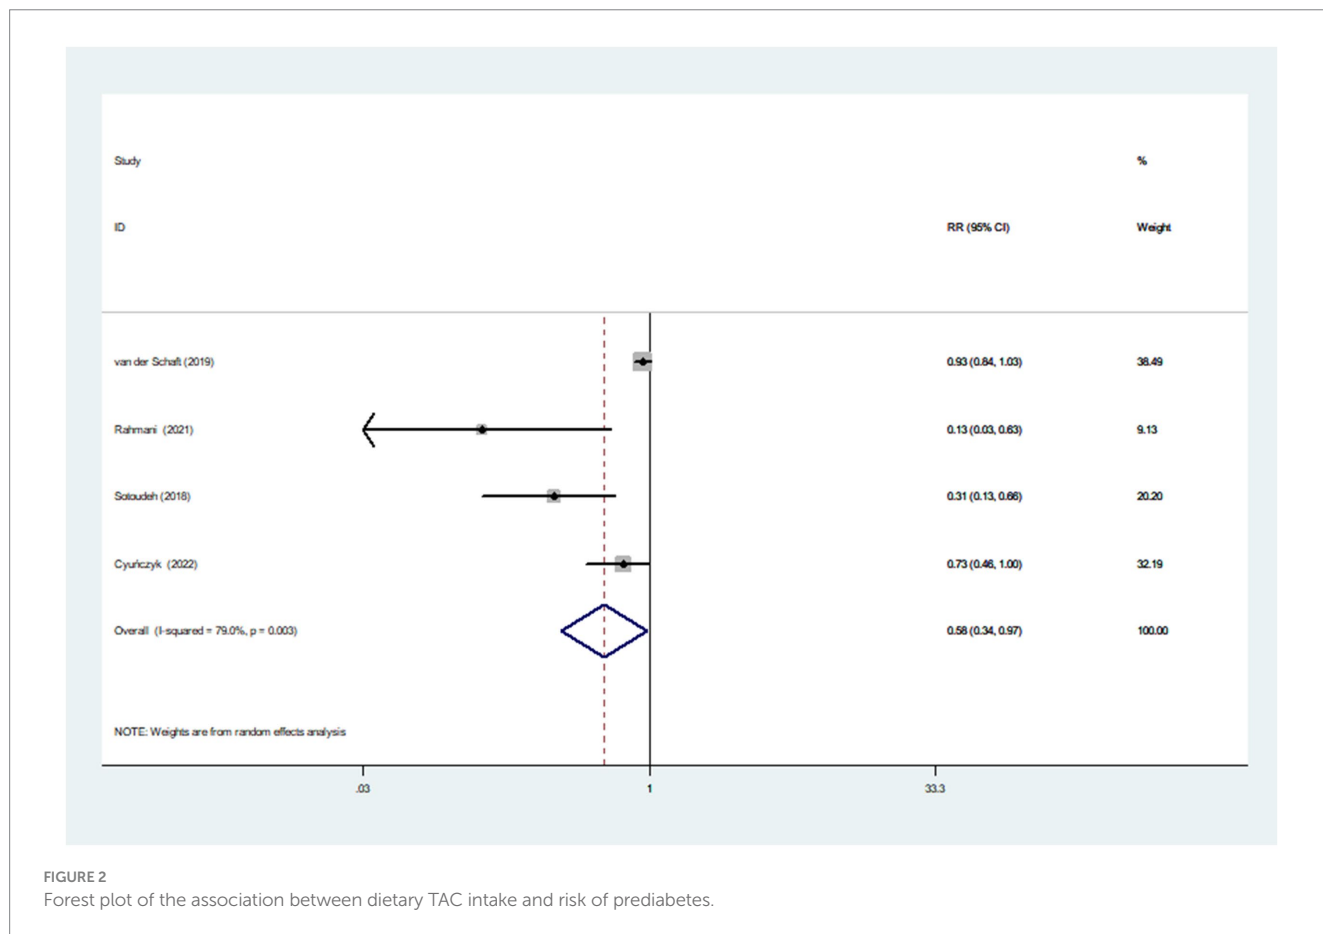 Study %
ID RR (95% CI) Weight
van der Schaft (2019) 0.93 (0.84, 1.03) 38.49
Rahmani (2021) 0.13 (0.03, 0.63) 9.13
Sotoudeh (2018) 0.31 (0.13, 0.66) 20.20
Cyuńczyk (2022) 0.73 (0.46, 1.00) 32.19
Overall (I-squared = 79.0%, p = 0.003) 0.58 (0.34, 0.97) 100.00
NOTE: Weights are from random effects analysis
.03 1 33.3
FIGURE 2
Forest plot of the association between dietary TAC intake and risk of prediabetes.